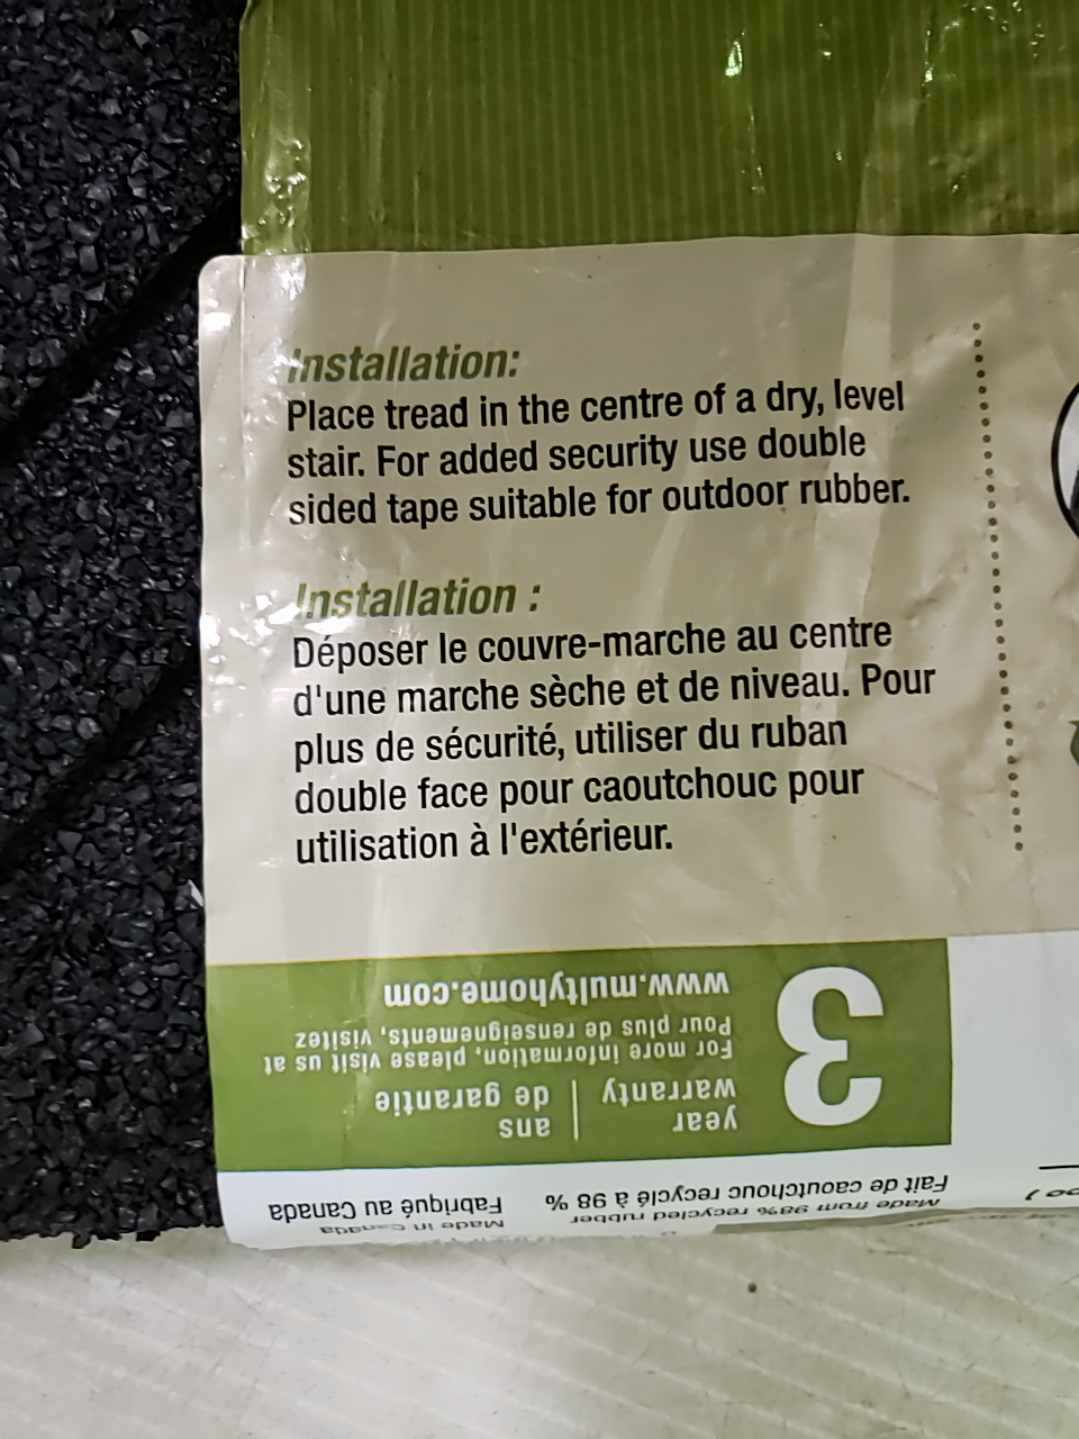 Installation:
Place tread in the centre of a dry, level
stair. For added security use double
sided tape suitable for outdoor rubber.
Installation :
Déposer le couvre-marche au centre
d'une marche sèche et de niveau. Pour
plus de sécurité, utiliser du ruban
double face pour caoutchouc pour
utilisation à l'extérieur.
3
year
warranty
ans
de garantie
For more information, please visit us at
Pour plus de renseignements, visitez
www.multyhome.com
Made from 98% recycled rubber
Fait de caoutchouc recyclé à 98 %
Made in Canada
Fabriqué au Canada